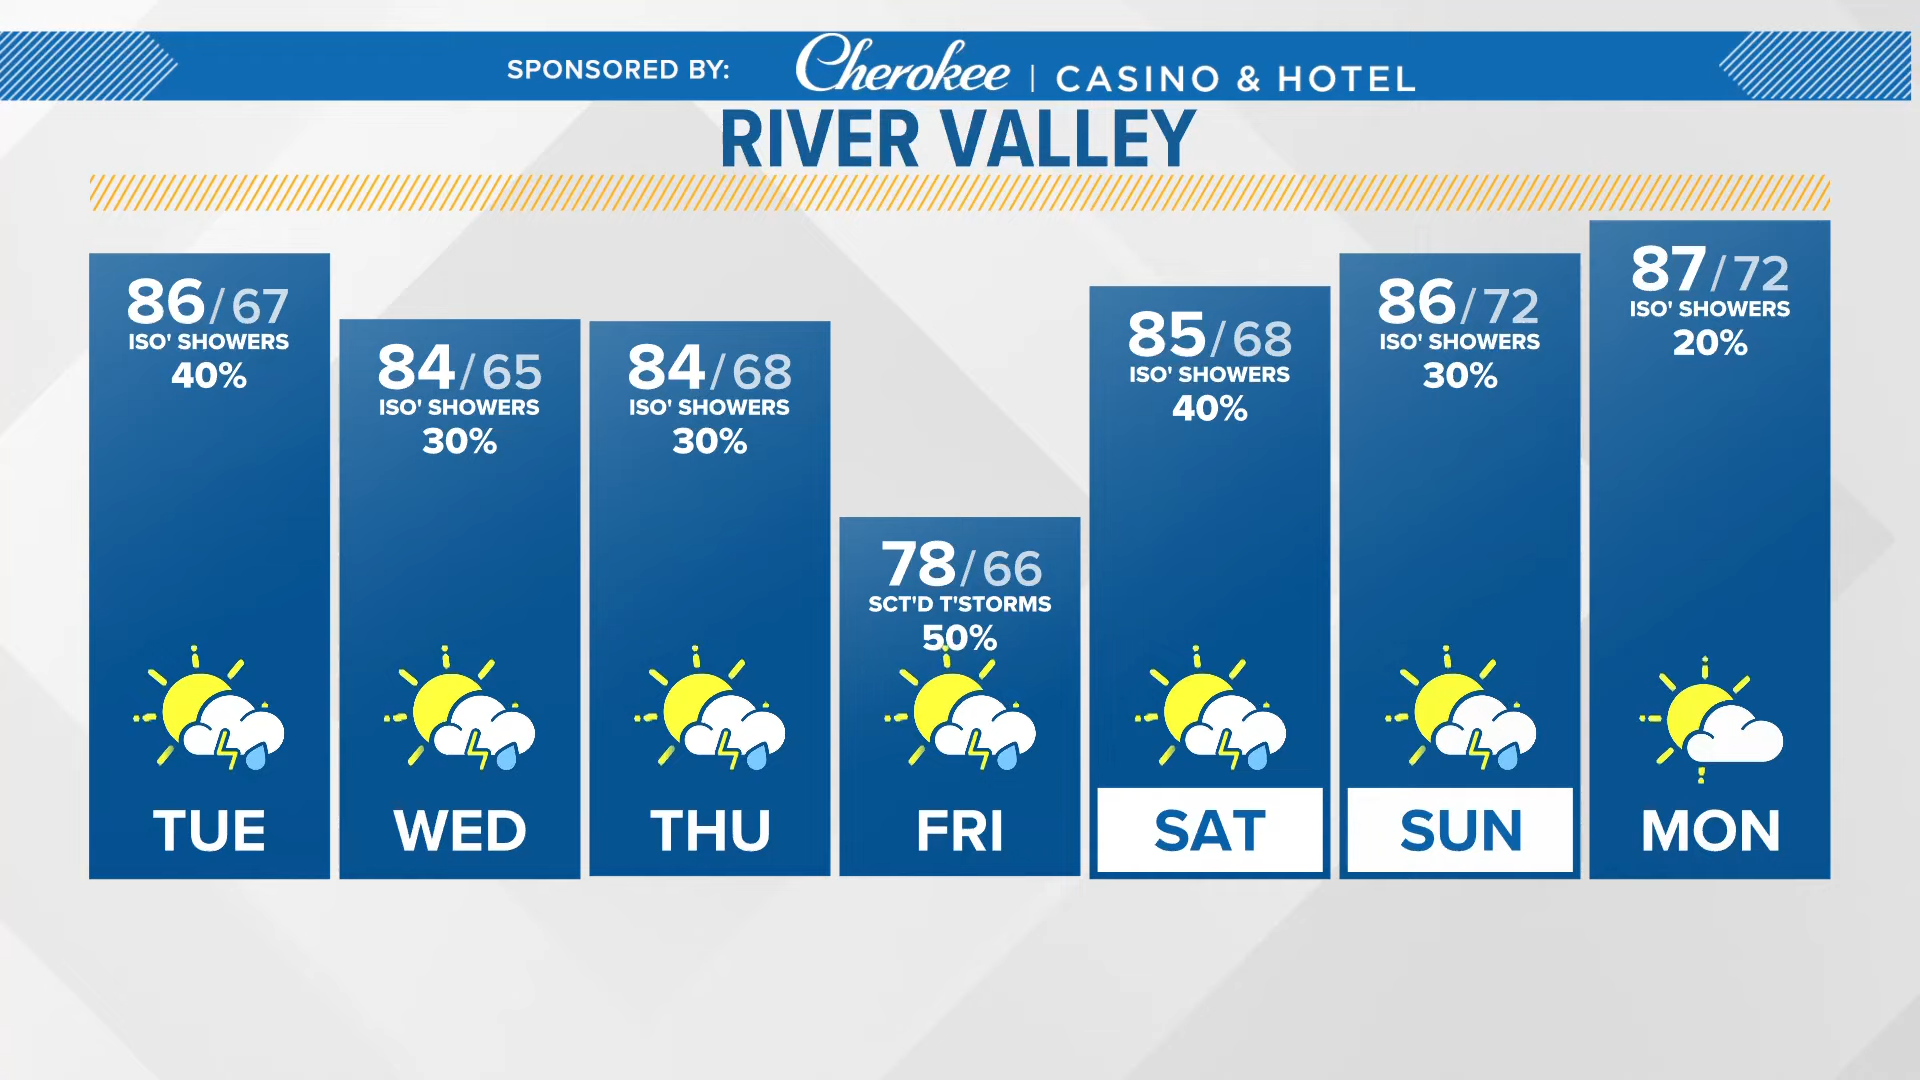 SPONSORED BY: Cherokee | CASINO & HOTEL
RIVER VALLEY
86/67
ISO' SHOWERS
40%
TUE
84/65
ISO' SHOWERS
30%
WED
84/68
ISO' SHOWERS
30%
THU
78/66
SCT'D T'STORMS
50%
FRI
85/68
ISO' SHOWERS
40%
SAT
86/72
ISO' SHOWERS
30%
SUN
87/72
ISO' SHOWERS
20%
MON